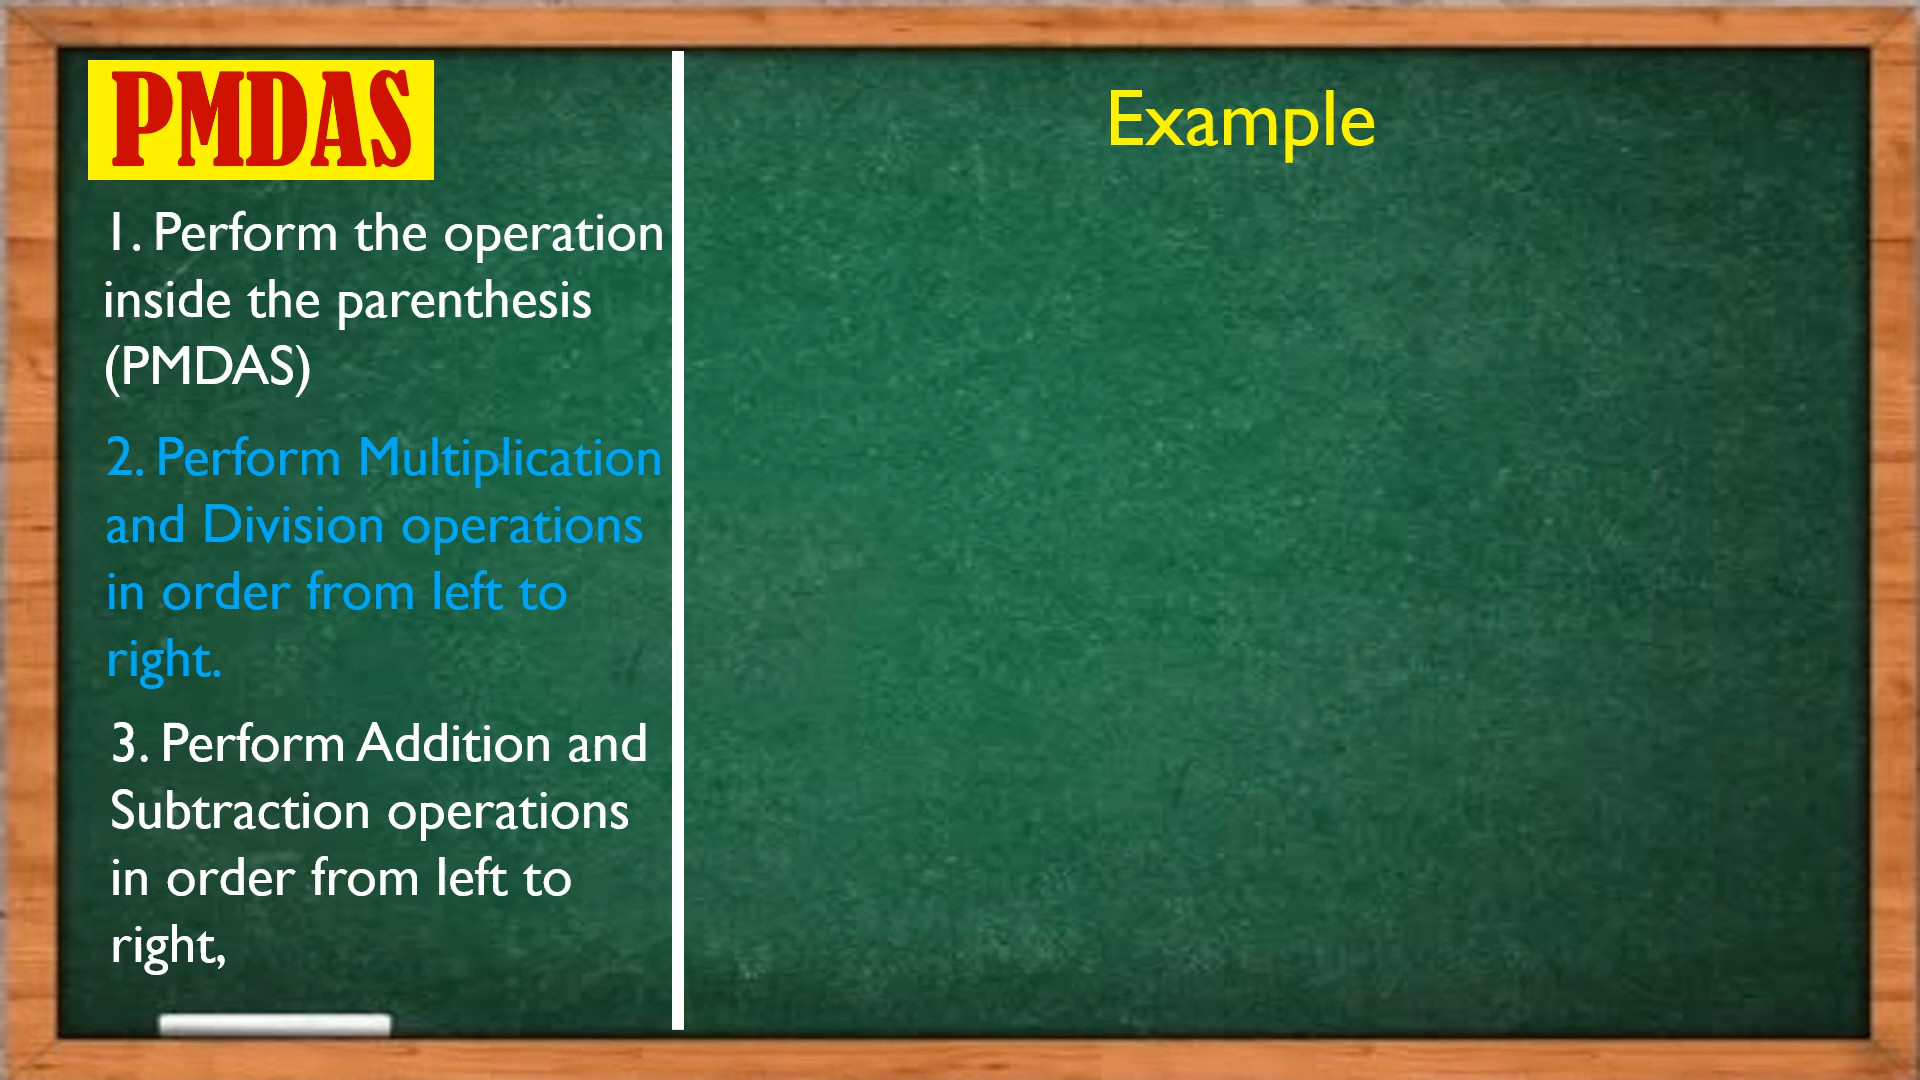 PMDAS
1. Perform the operation
inside the parenthesis
(PMDAS)
2. Perform Multiplication
and Division operations
in order from left to
right.
3. Perform Addition and
Subtraction operations
in order from left to
right,
Example